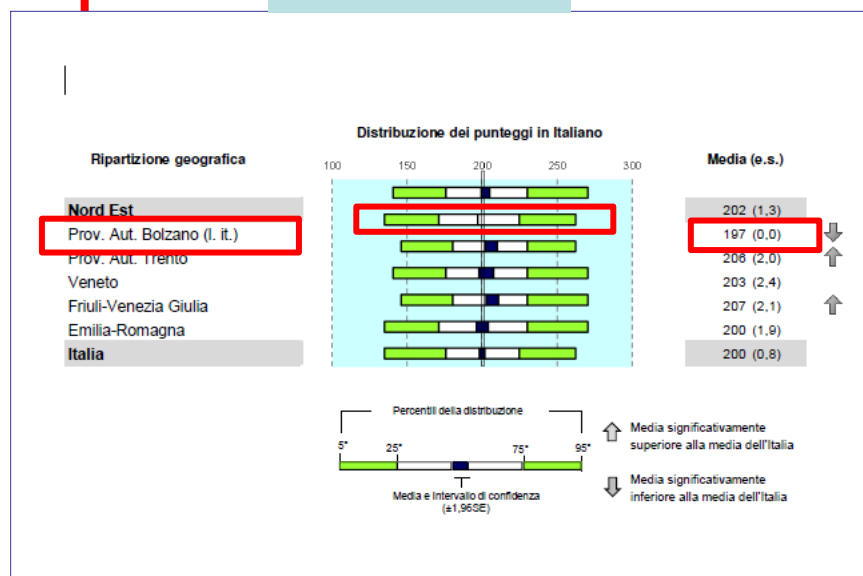 Distribuzione dei punteggi in Italiano
Ripartizione geografica
Media (e.s.)
100 150 200 250 300
Nord Est 202 (1,3)
Prov. Aut. Bolzano (l. it.) 197 (0,0)
Prov. Aut. Trento 206 (2,0)
Veneto 203 (2,4)
Friuli-Venezia Giulia 207 (2,1)
Emilia-Romagna 200 (1,9)
Italia 200 (0,8)
Percentili della distribuzione
5° 25° 75° 95°
Media e Intervallo di confidenza
(±1,96SE)
Media significativamente
superiore alla media dell'Italia
Media significativamente
inferiore alla media dell'Italia